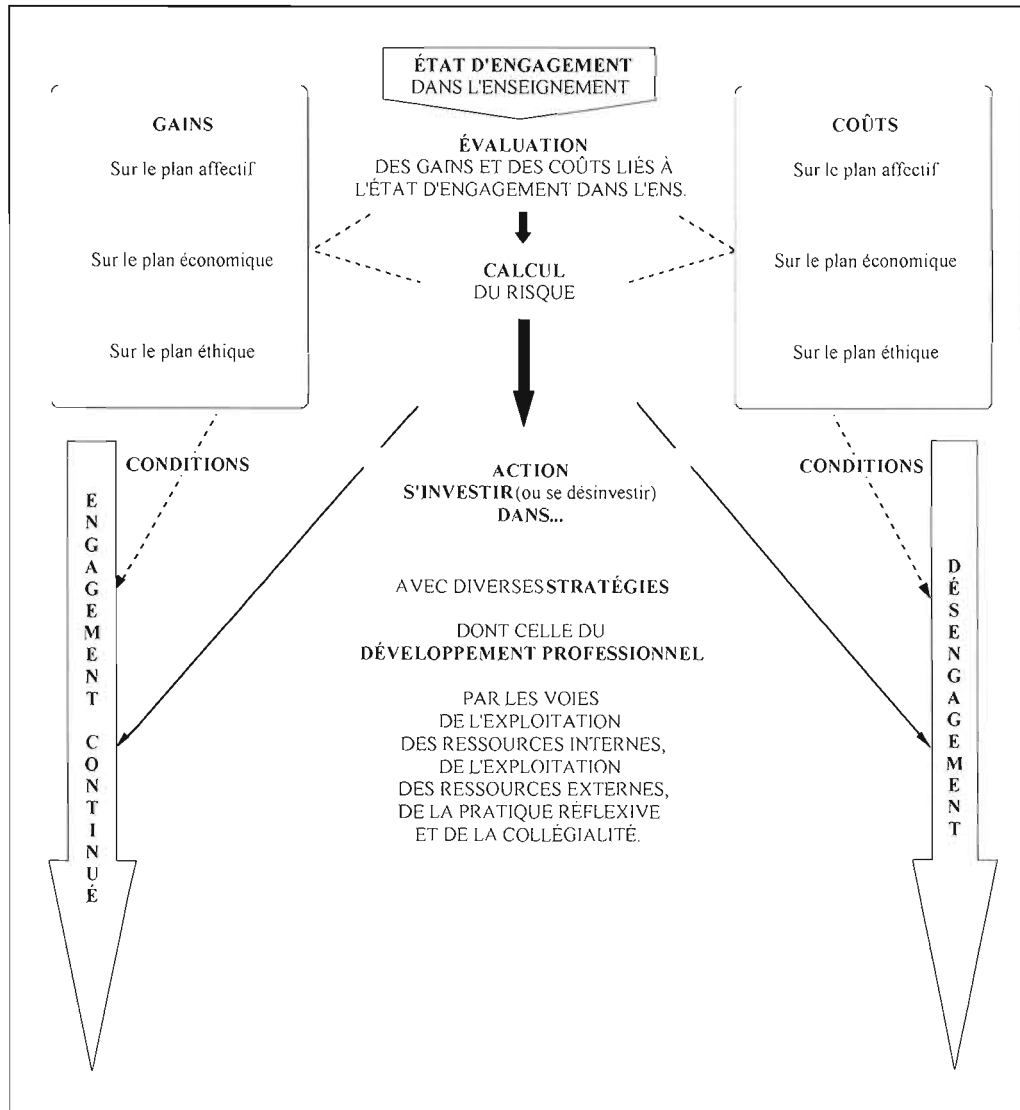 ÉTAT D'ENGAGEMENT
DANS L'ENSEIGNEMENT
GAINS
Sur le plan affectif
Sur le plan économique
Sur le plan éthique
ÉVALUATION
DES GAINS ET DES COÛTS LIÉS À
L'ÉTAT D'ENGAGEMENT DANS L'ENS.
CALCUL
DU RISQUE
COÛTS
Sur le plan affectif
Sur le plan économique
Sur le plan éthique
CONDITIONS
CONDITIONS
ENGAGEMENT CONTINUÉ
ACTION
S'INVESTIR (ou se désinvestir)
DANS...
AVEC DIVERSES STRATÉGIES
DONT CELLE DU
DÉVELOPPEMENT PROFESSIONNEL
PAR LES VOIES
DE L'EXPLOITATION
DES RESSOURCES INTERNES,
DE L'EXPLOITATION
DES RESSOURCES EXTERNES,
DE LA PRATIQUE RÉFLEXIVE
ET DE LA COLLÉGIALITÉ.
DÉSENGAGEMENT